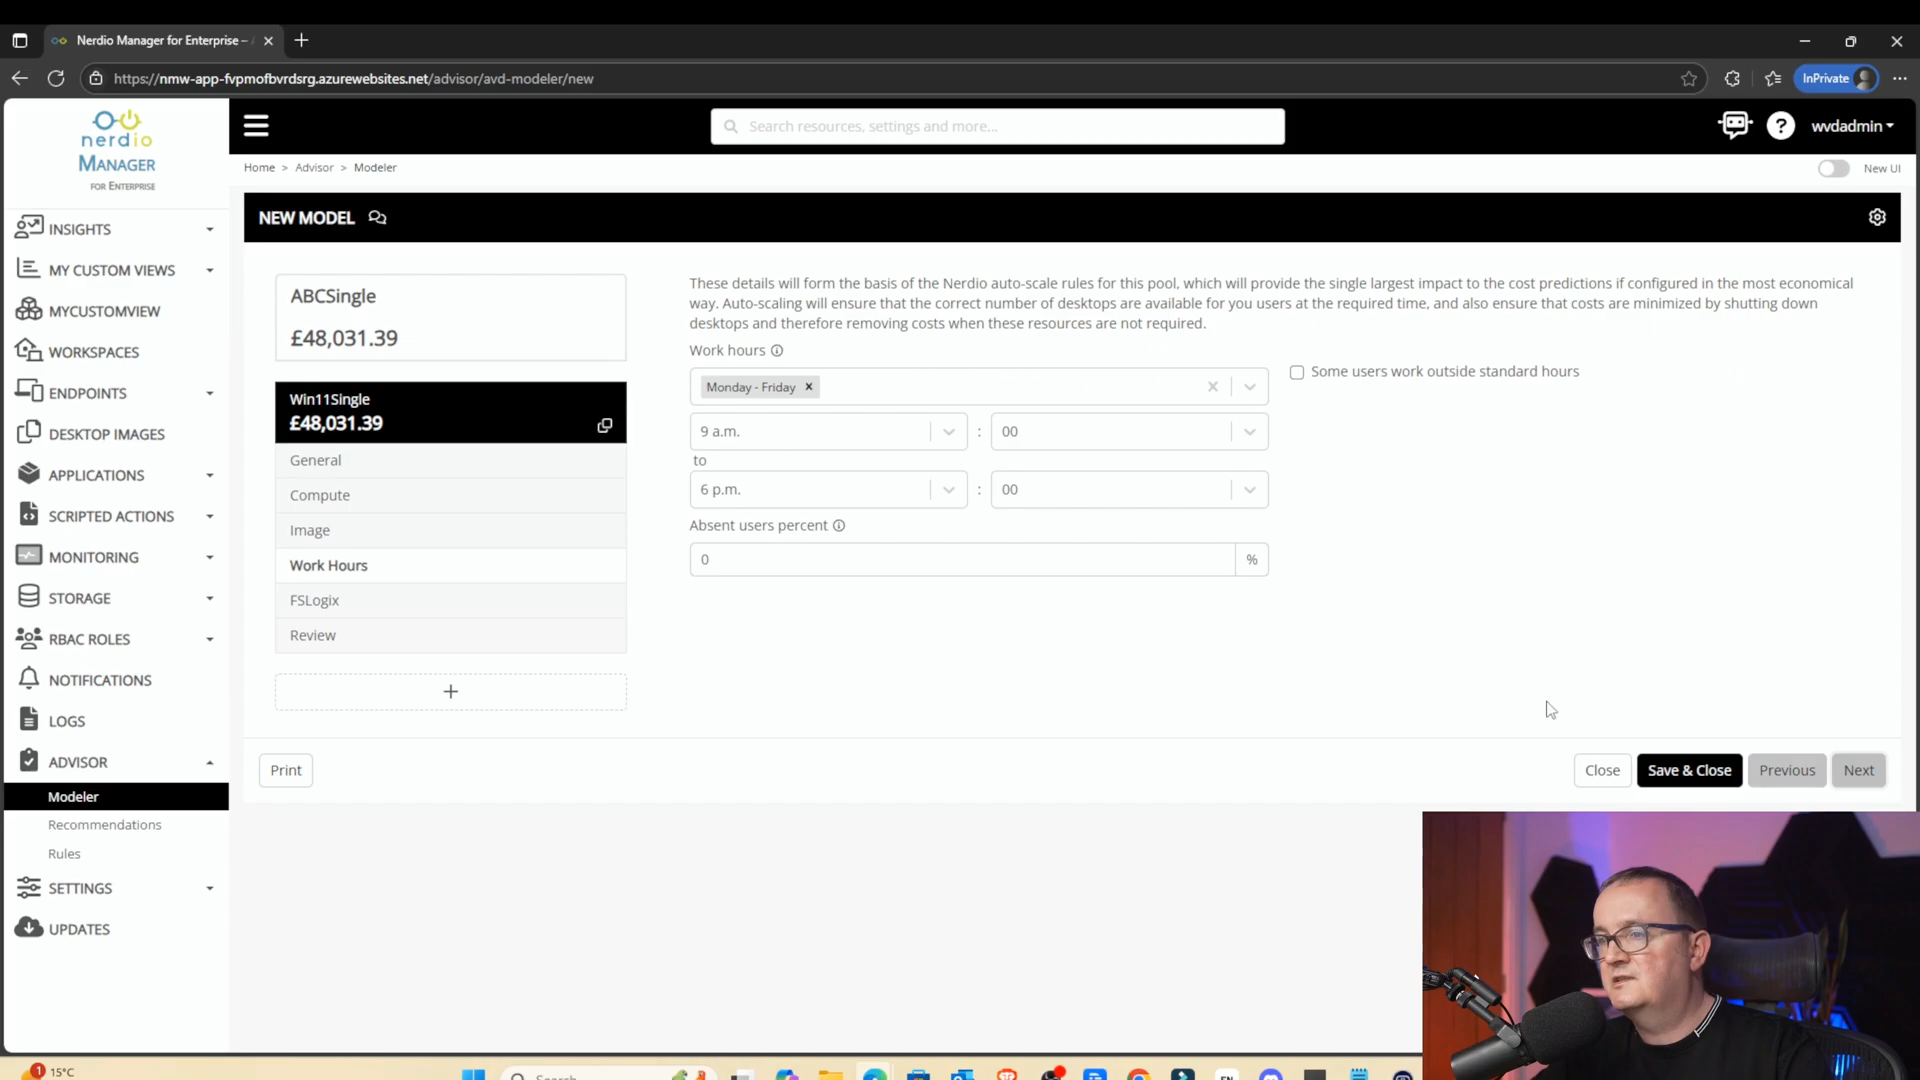 Nerdio Manager for Enterprise –
https://nmw-app-fvpmofbvrdsrg.azurewebsites.net/advisor/avd-modeler/new
InPrivate
nerdio
MANAGER
FOR ENTERPRISE
Search resources, settings and more...
wvdadmin
Home > Advisor > Modeler
New UI
INSIGHTS
MY CUSTOM VIEWS
MYCUSTOMVIEW
WORKSPACES
ENDPOINTS
DESKTOP IMAGES
APPLICATIONS
SCRIPTED ACTIONS
MONITORING
STORAGE
RBAC ROLES
NOTIFICATIONS
LOGS
ADVISOR
Modeler
Recommendations
Rules
SETTINGS
UPDATES
NEW MODEL
ABCSingle
£48,031.39
Win11Single
£48,031.39
General
Compute
Image
Work Hours
FSLogix
Review
+
These details will form the basis of the Nerdio auto-scale rules for this pool, which will provide the single largest impact to the cost predictions if configured in the most economical
way. Auto-scaling will ensure that the correct number of desktops are available for you users at the required time, and also ensure that costs are minimized by shutting down
desktops and therefore removing costs when these resources are not required.
Work hours
Monday - Friday
Some users work outside standard hours
9 a.m. : 00
to
6 p.m. : 00
Absent users percent
0 %
Print
Close
Save & Close
Previous
Next
1
15°C
Search